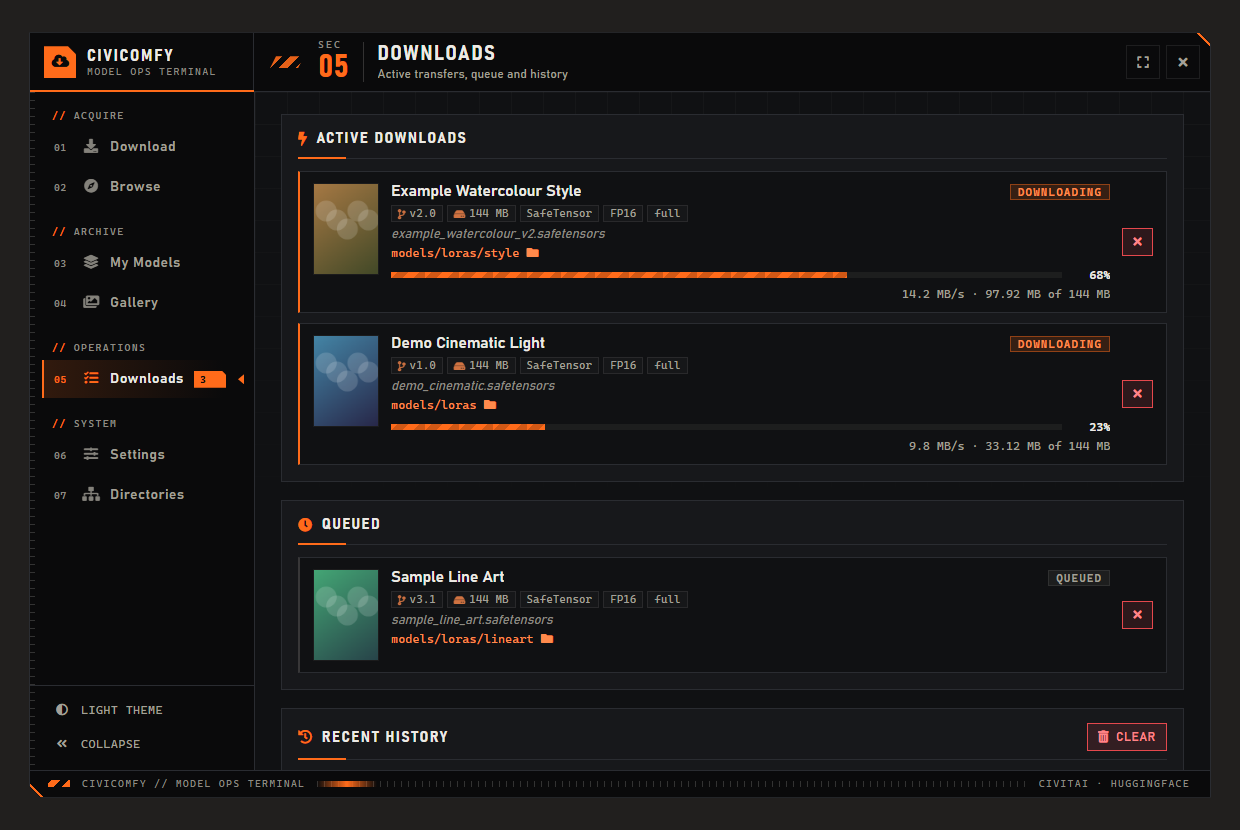 CIVICOMFY
MODEL OPS TERMINAL
SEC
05
DOWNLOADS
Active transfers, queue and history
// ACQUIRE
01 Download
02 Browse
// ARCHIVE
03 My Models
04 Gallery
// OPERATIONS
05 Downloads 3
// SYSTEM
06 Settings
07 Directories
LIGHT THEME
COLLAPSE
ACTIVE DOWNLOADS
Example Watercolour Style
DOWNLOADING
v2.0 144 MB SafeTensor FP16 full
example_watercolour_v2.safetensors
models/loras/style
68%
14.2 MB/s · 97.92 MB of 144 MB
Demo Cinematic Light
DOWNLOADING
v1.0 144 MB SafeTensor FP16 full
demo_cinematic.safetensors
models/loras
23%
9.8 MB/s · 33.12 MB of 144 MB
QUEUED
Sample Line Art
QUEUED
v3.1 144 MB SafeTensor FP16 full
sample_line_art.safetensors
models/loras/lineart
RECENT HISTORY
CLEAR
CIVICOMFY // MODEL OPS TERMINAL
CIVITAI · HUGGINGFACE